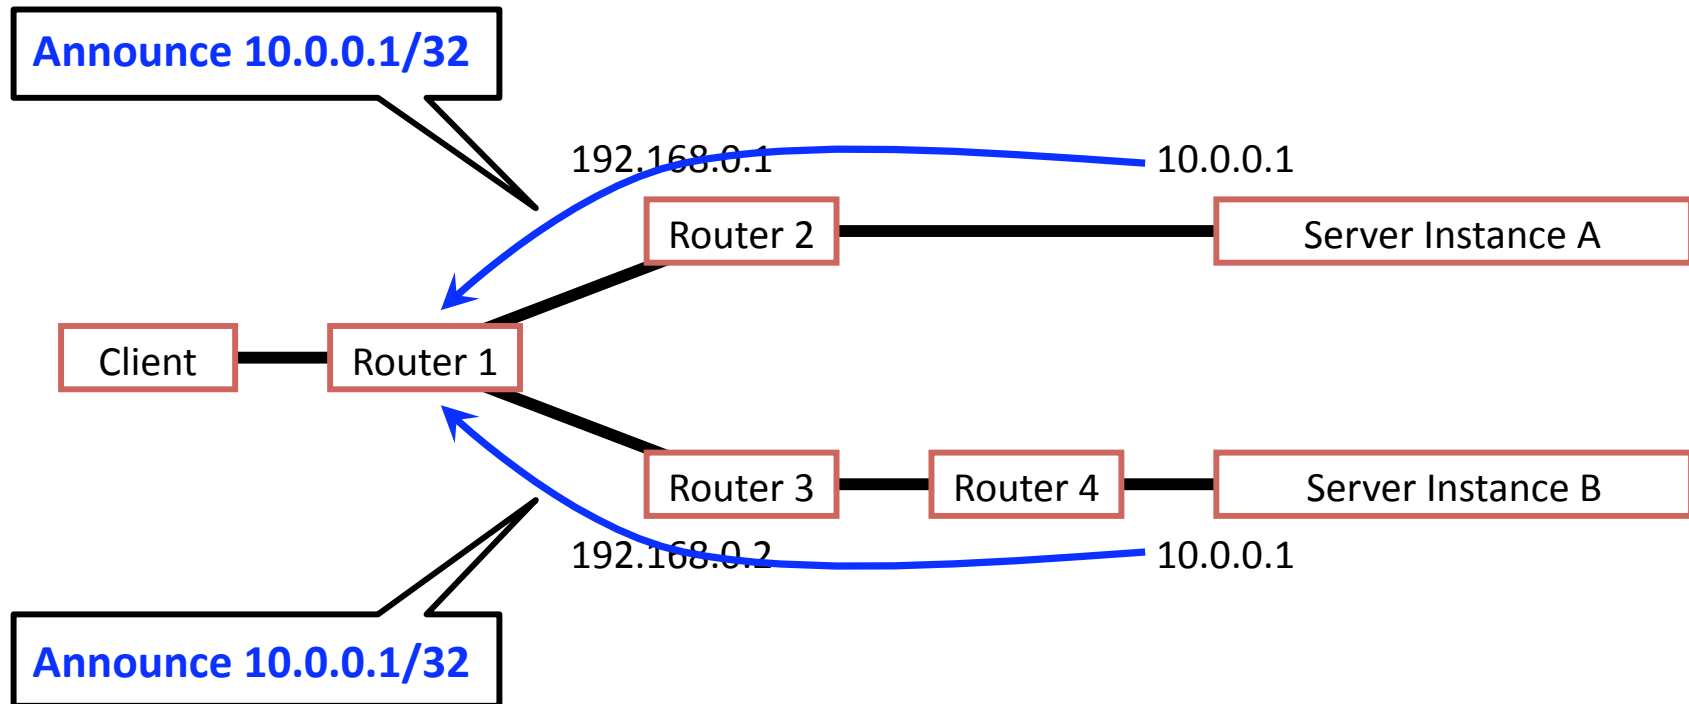 Announce 10.0.0.1/32
192.168.0.1
10.0.0.1
Router 2
Server Instance A
Client
Router 1
Router 3
Router 4
Server Instance B
192.168.0.2
10.0.0.1
Announce 10.0.0.1/32